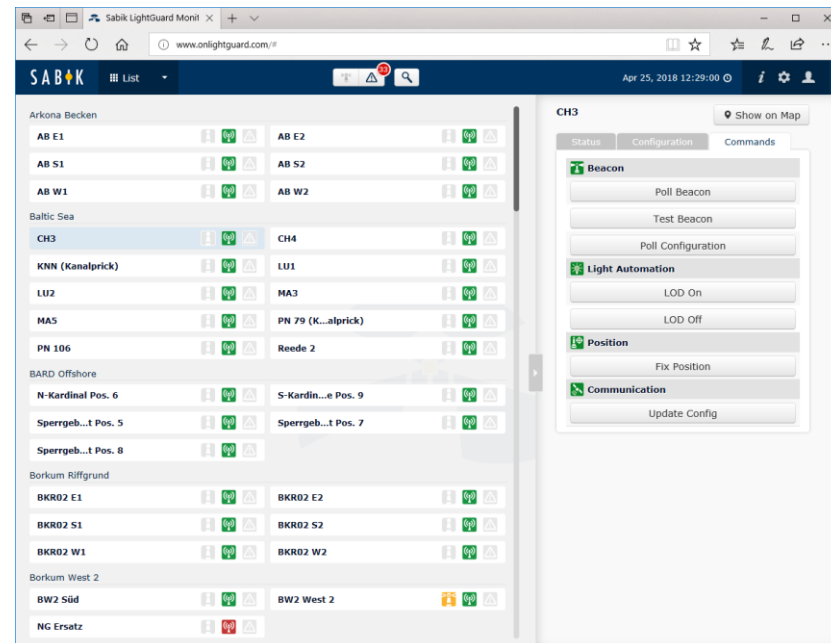 Sabik LightGuard Monit
www.onlightguard.com/#
SABIK List 33 Apr 25, 2018 12:29:00
Arkona Becken
AB E1 AB E2
AB S1 AB S2
AB W1 AB W2
Baltic Sea
CH3 CH4
KNN (Kanalprick) LU1
LU2 MA3
MA5 PN 79 (K...alprick)
PN 106 Reede 2
BARD Offshore
N-Kardinal Pos. 6 S-Kardin...e Pos. 9
Sperrgeb...t Pos. 5 Sperrgeb...t Pos. 7
Sperrgeb...t Pos. 8
Borkum Riffgrund
BKR02 E1 BKR02 E2
BKR02 S1 BKR02 S2
BKR02 W1 BKR02 W2
Borkum West 2
BW2 Süd BW2 West 2
NG Ersatz
CH3 Show on Map
Status Configuration Commands
Beacon
Poll Beacon
Test Beacon
Poll Configuration
Light Automation
LOD On
LOD Off
Position
Fix Position
Communication
Update Config